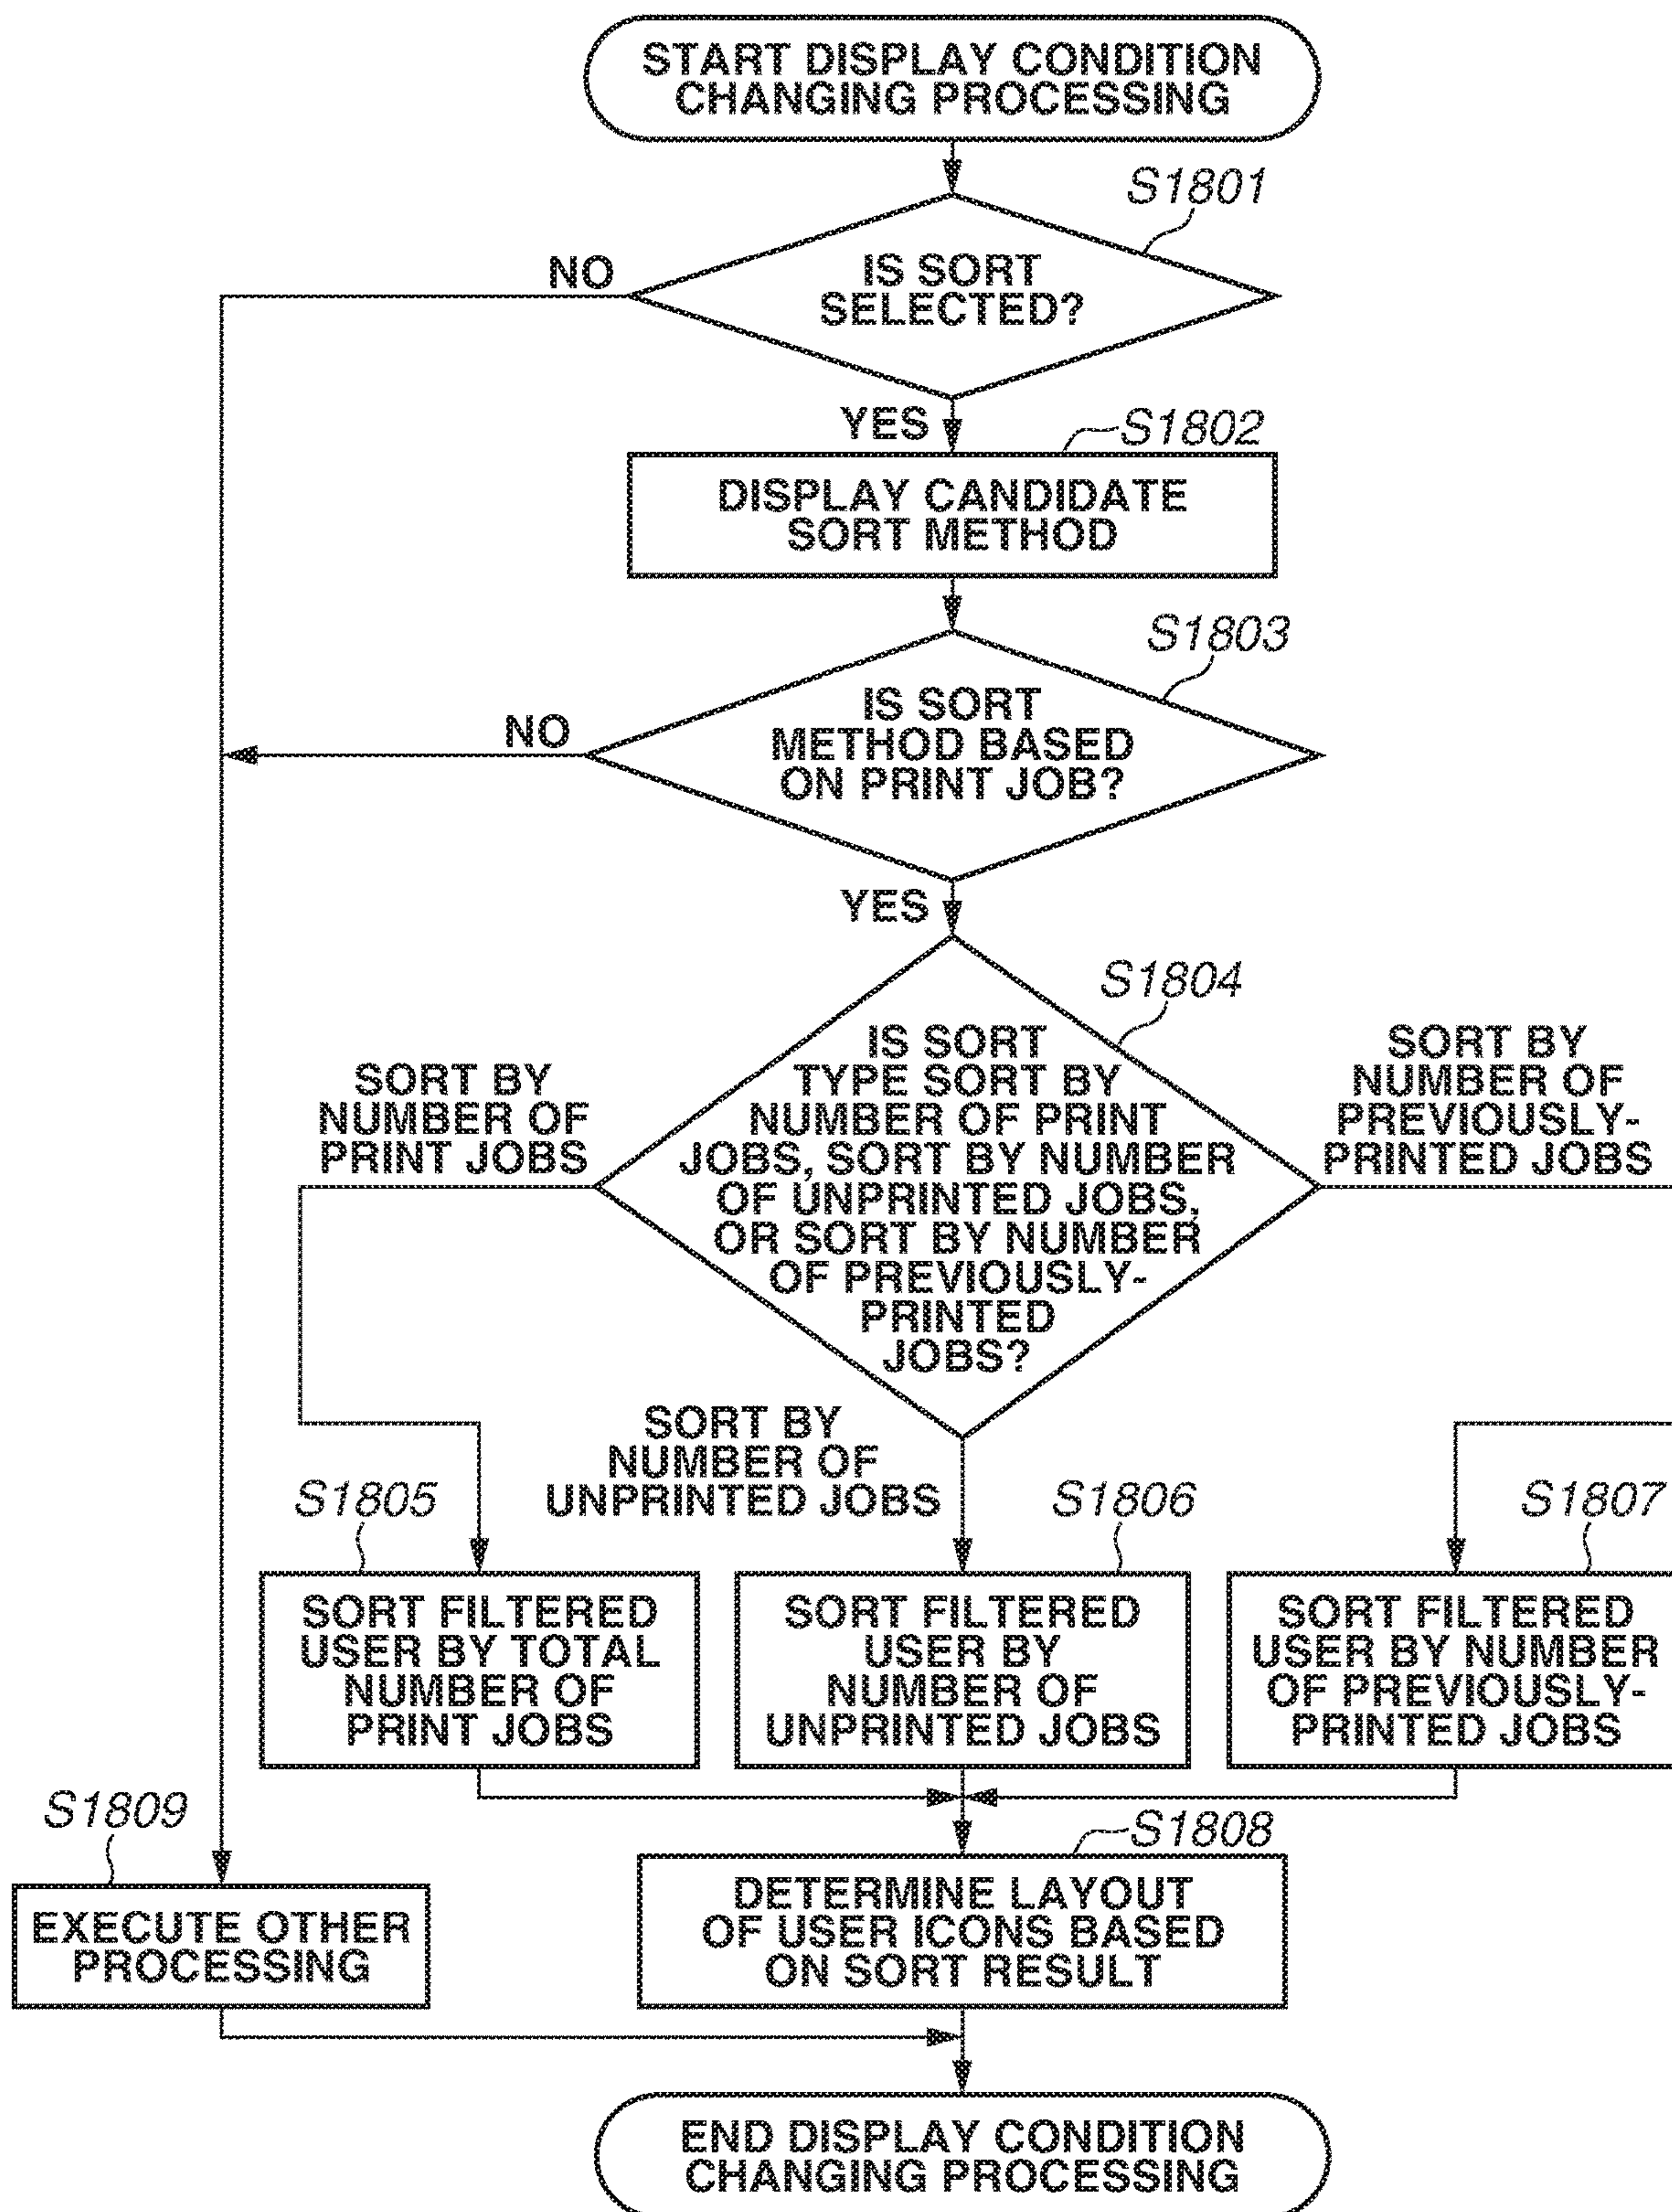 START DISPLAY CONDITION
CHANGING PROCESSING
S1801
IS SORT
SELECTED?
NO
YES
S1802
DISPLAY CANDIDATE
SORT METHOD
S1803
IS SORT
METHOD BASED
ON PRINT JOB?
NO
YES
S1804
IS SORT
TYPE SORT BY
NUMBER OF PRINT
JOBS, SORT BY NUMBER
OF UNPRINTED JOBS,
OR SORT BY NUMBER
OF PREVIOUSLY-
PRINTED
JOBS?
SORT BY
NUMBER OF
PRINT JOBS
SORT BY
NUMBER OF
PREVIOUSLY-
PRINTED JOBS
SORT BY
NUMBER OF
UNPRINTED JOBS
S1805
SORT FILTERED
USER BY TOTAL
NUMBER OF
PRINT JOBS
S1806
SORT FILTERED
USER BY
NUMBER OF
UNPRINTED JOBS
S1807
SORT FILTERED
USER BY NUMBER
OF PREVIOUSLY-
PRINTED JOBS
S1808
DETERMINE LAYOUT
OF USER ICONS BASED
ON SORT RESULT
S1809
EXECUTE OTHER
PROCESSING
END DISPLAY CONDITION
CHANGING PROCESSING